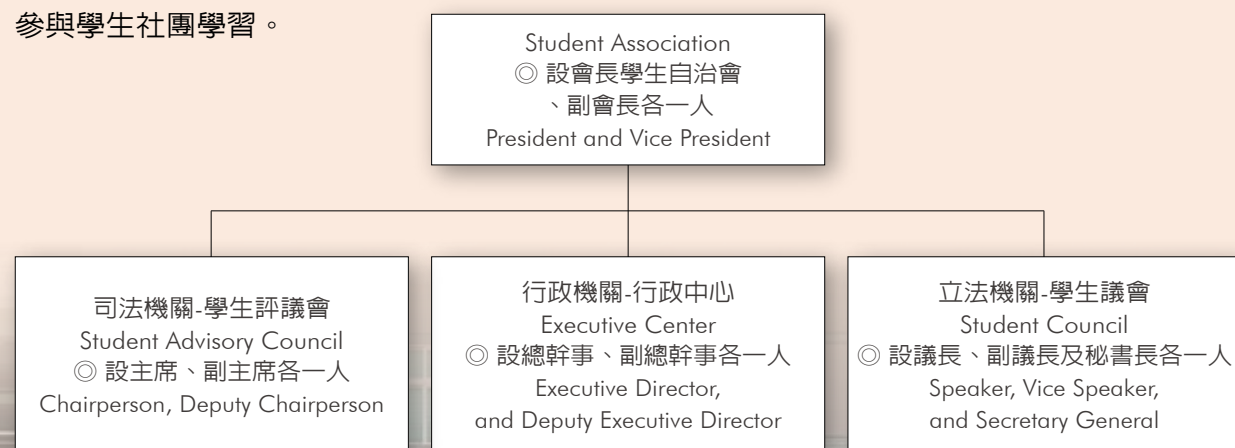 參與學生社團學習。
Student Association
◎ 設會長學生自治會
、副會長各一人
President and Vice President
司法機關-學生評議會
Student Advisory Council
◎ 設主席、副主席各一人
Chairperson, Deputy Chairperson
行政機關-行政中心
Executive Center
◎ 設總幹事、副總幹事各一人
Executive Director,
and Deputy Executive Director
立法機關-學生議會
Student Council
◎ 設議長、副議長及秘書長各一人
Speaker, Vice Speaker,
and Secretary General